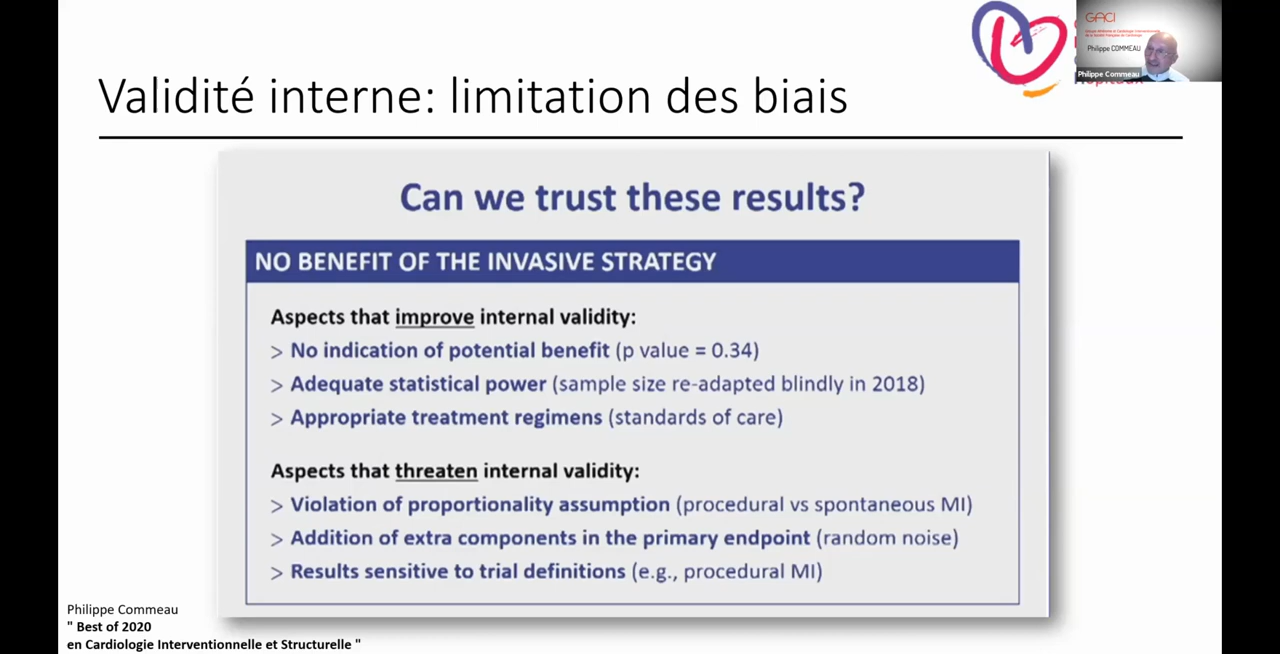 GACI
Philippe COMMEAU
Philippe Commeau
Validité interne: limitation des biais
Can we trust these results?
NO BENEFIT OF THE INVASIVE STRATEGY
Aspects that improve internal validity:
> No indication of potential benefit (p value = 0.34)
> Adequate statistical power (sample size re-adapted blindly in 2018)
> Appropriate treatment regimens (standards of care)
Aspects that threaten internal validity:
> Violation of proportionality assumption (procedural vs spontaneous MI)
> Addition of extra components in the primary endpoint (random noise)
> Results sensitive to trial definitions (e.g., procedural MI)
Philippe Commeau
" Best of 2020
en Cardiologie Interventionnelle et Structurelle "